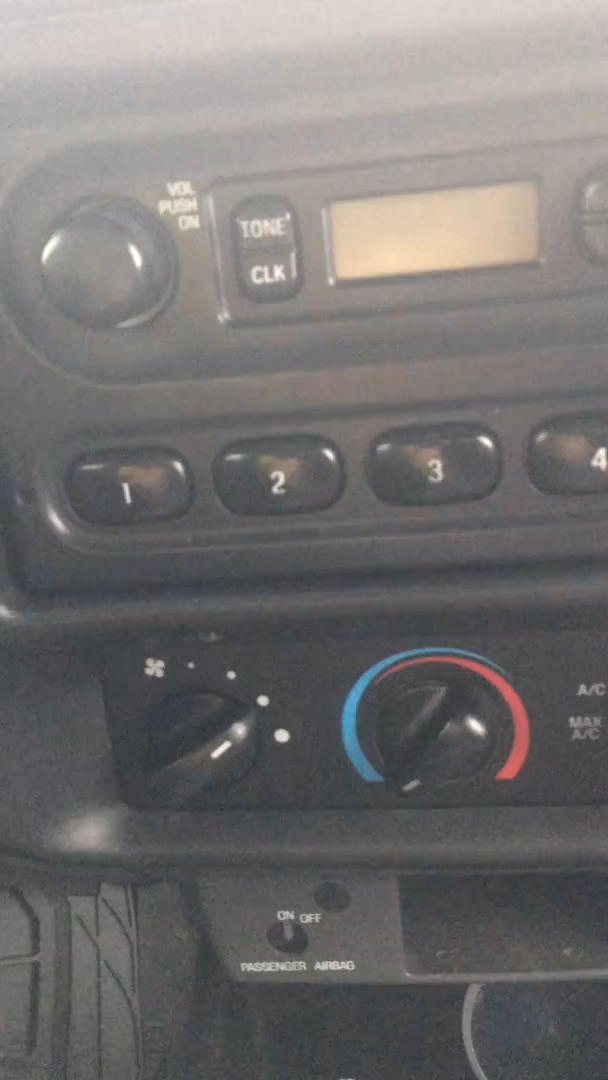 VOL
PUSH
ON
TONE
CLK
1 2 3 4
A/C
MAX
A/C
ON OFF
PASSENGER AIRBAG